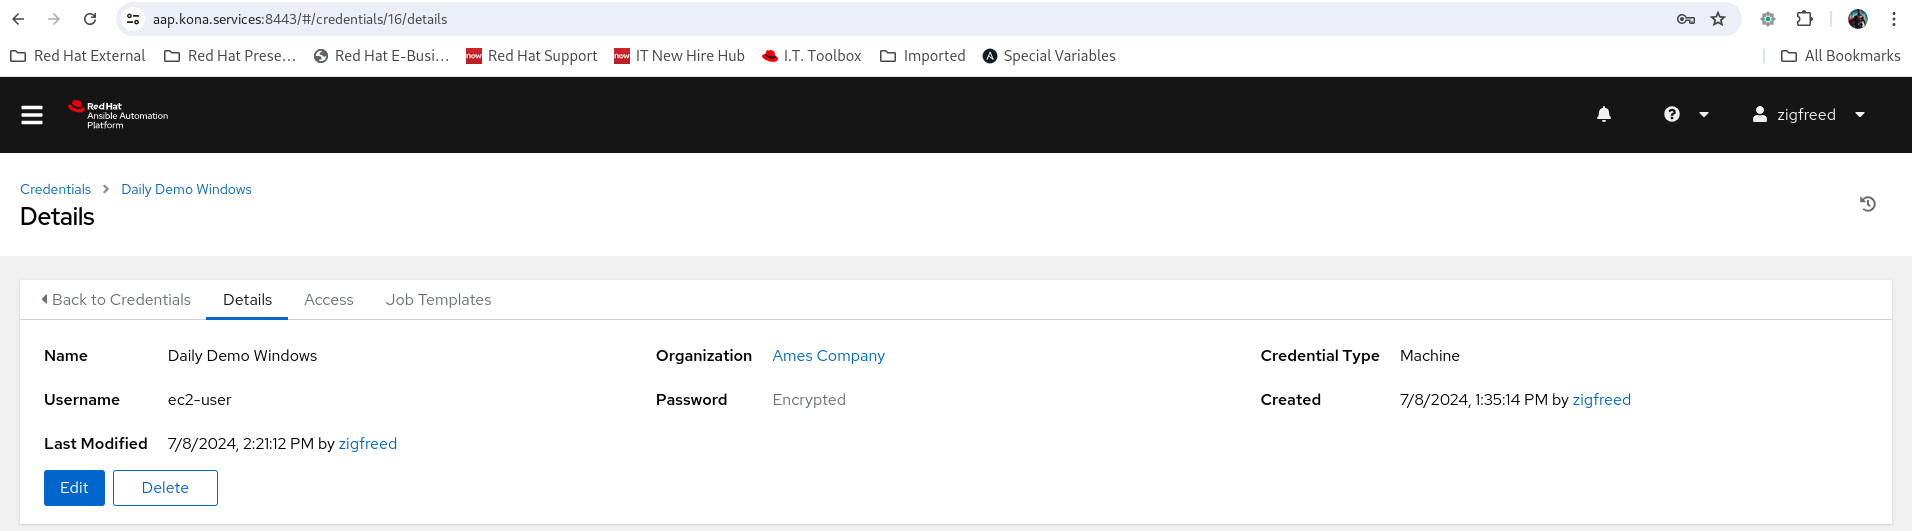 aap.kona.services:8443/#/credentials/16/details
Red Hat External Red Hat Prese... Red Hat E-Busi... now Red Hat Support now IT New Hire Hub I.T. Toolbox Imported A Special Variables All Bookmarks
Red Hat
Ansible Automation
Platform
zigfreed
Credentials Daily Demo Windows
Details
Back to Credentials Details Access Job Templates
Name Daily Demo Windows Organization Ames Company Credential Type Machine
Username ec2-user Password Encrypted Created 7/8/2024, 1:35:14 PM by zigfreed
Last Modified 7/8/2024, 2:21:12 PM by zigfreed
Edit Delete